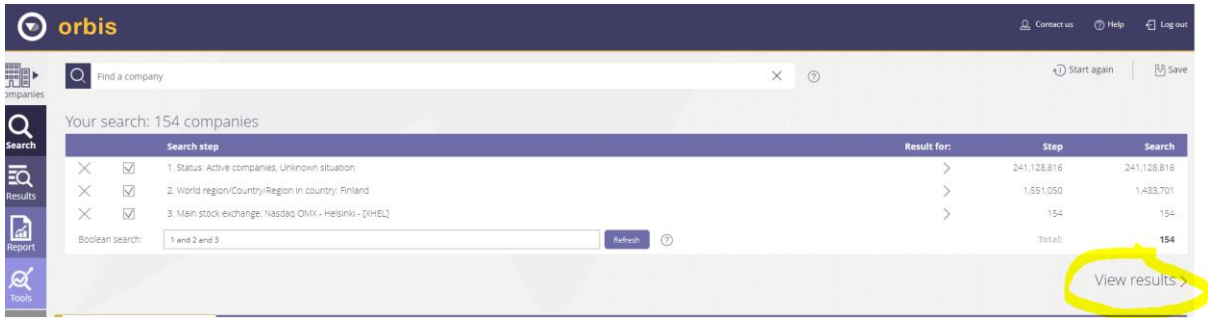 orbis
Contact us Help Log out
Find a company
Start again Save
ompanies
Your search: 154 companies
Search step Result for: Step Search
Search
1. Status: Active companies, Unknown situation 241,128,816 241,128,816
2. World region/Country/Region in country: Finland 1,551,050 1,433,701
Results
3. Main stock exchange: Nasdaq OMX - Helsinki - [XHEL] 154 154
Boolean search: 1 and 2 and 3 Refresh Total: 154
Report
View results >
Tools